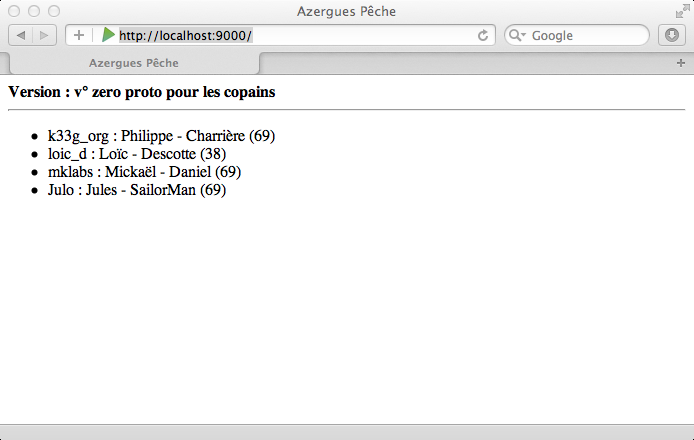 Azergues Pêche
http://localhost:9000/
Google
Azergues Pêche
Version : v° zero proto pour les copains
k33g_org : Philippe - Charrière (69)
loic_d : Loïc - Descotte (38)
mklabs : Mickaël - Daniel (69)
Julo : Jules - SailorMan (69)